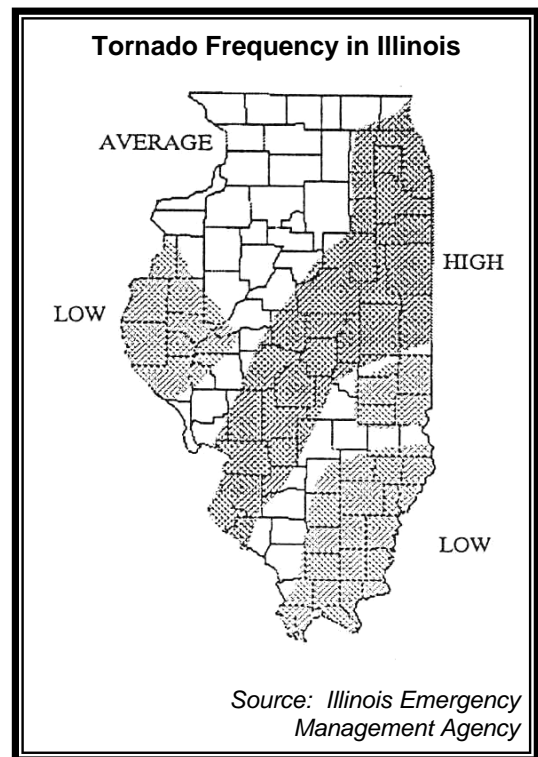 Tornado Frequency in Illinois
AVERAGE
HIGH
LOW
LOW
Source: Illinois Emergency
Management Agency